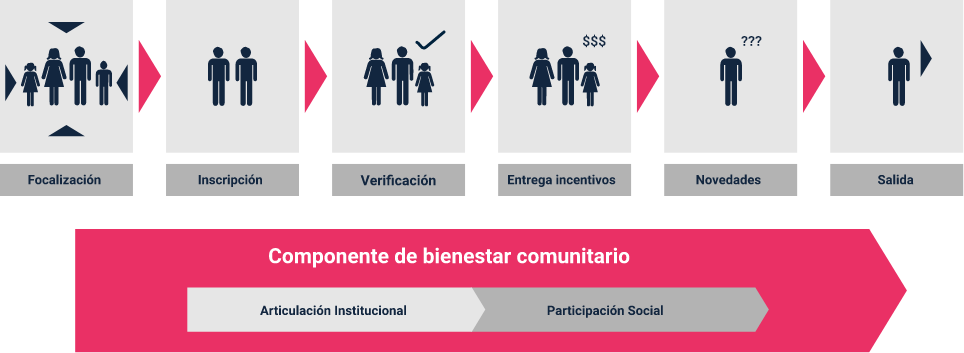 $$$
???
Focalización
Inscripción
Verificación
Entrega incentivos
Novedades
Salida
Componente de bienestar comunitario
Articulación Institucional
Participación Social